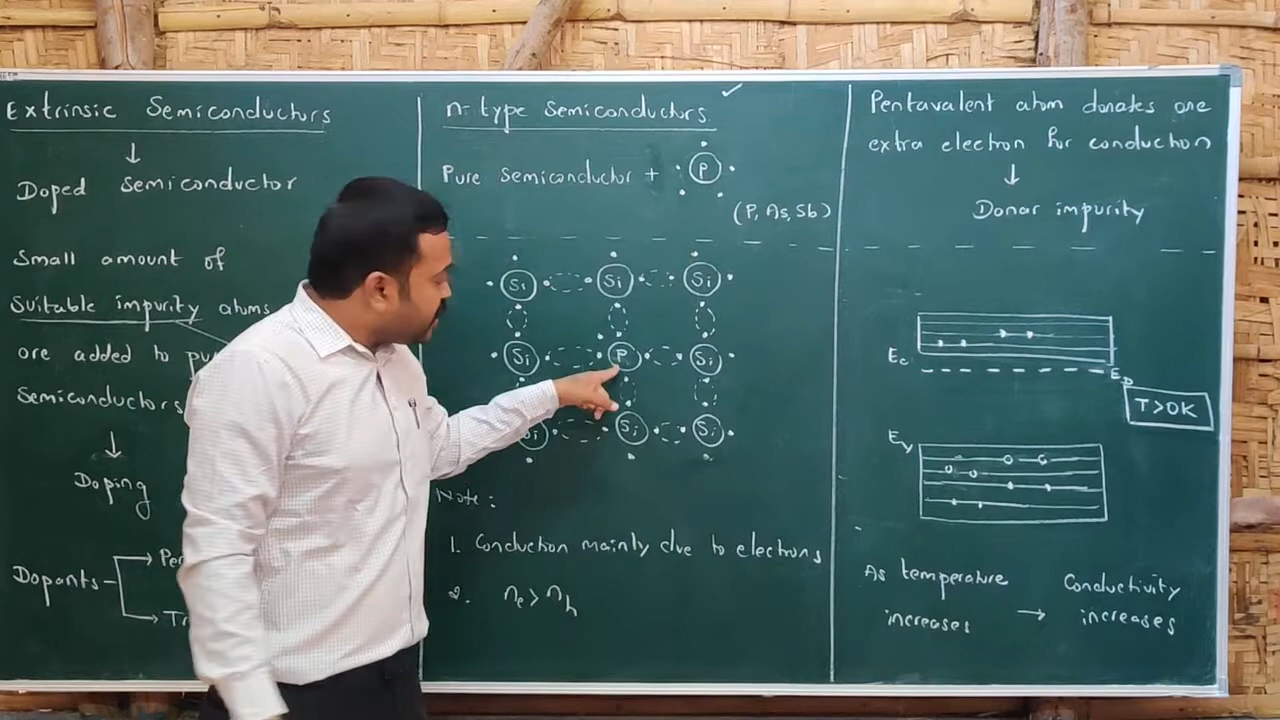 Extrinsic Semiconductors
↓
Doped Semiconductor
Small amount of
suitable impurity atoms
are added to
Semiconductors
↓
Doping
Dopants
n-type Semiconductors ✓
Pure Semiconductor + P
(P, As, Sb)
Si Si Si
Si P Si
Si Si Si
Note:
1. Conduction mainly due to electrons
2. ne > nh
Pentavalent atom donates one
extra electron for conduction
↓
Donar impurity
Ec
ED
T>0K
Ev
As temperature increases → Conductivity increases